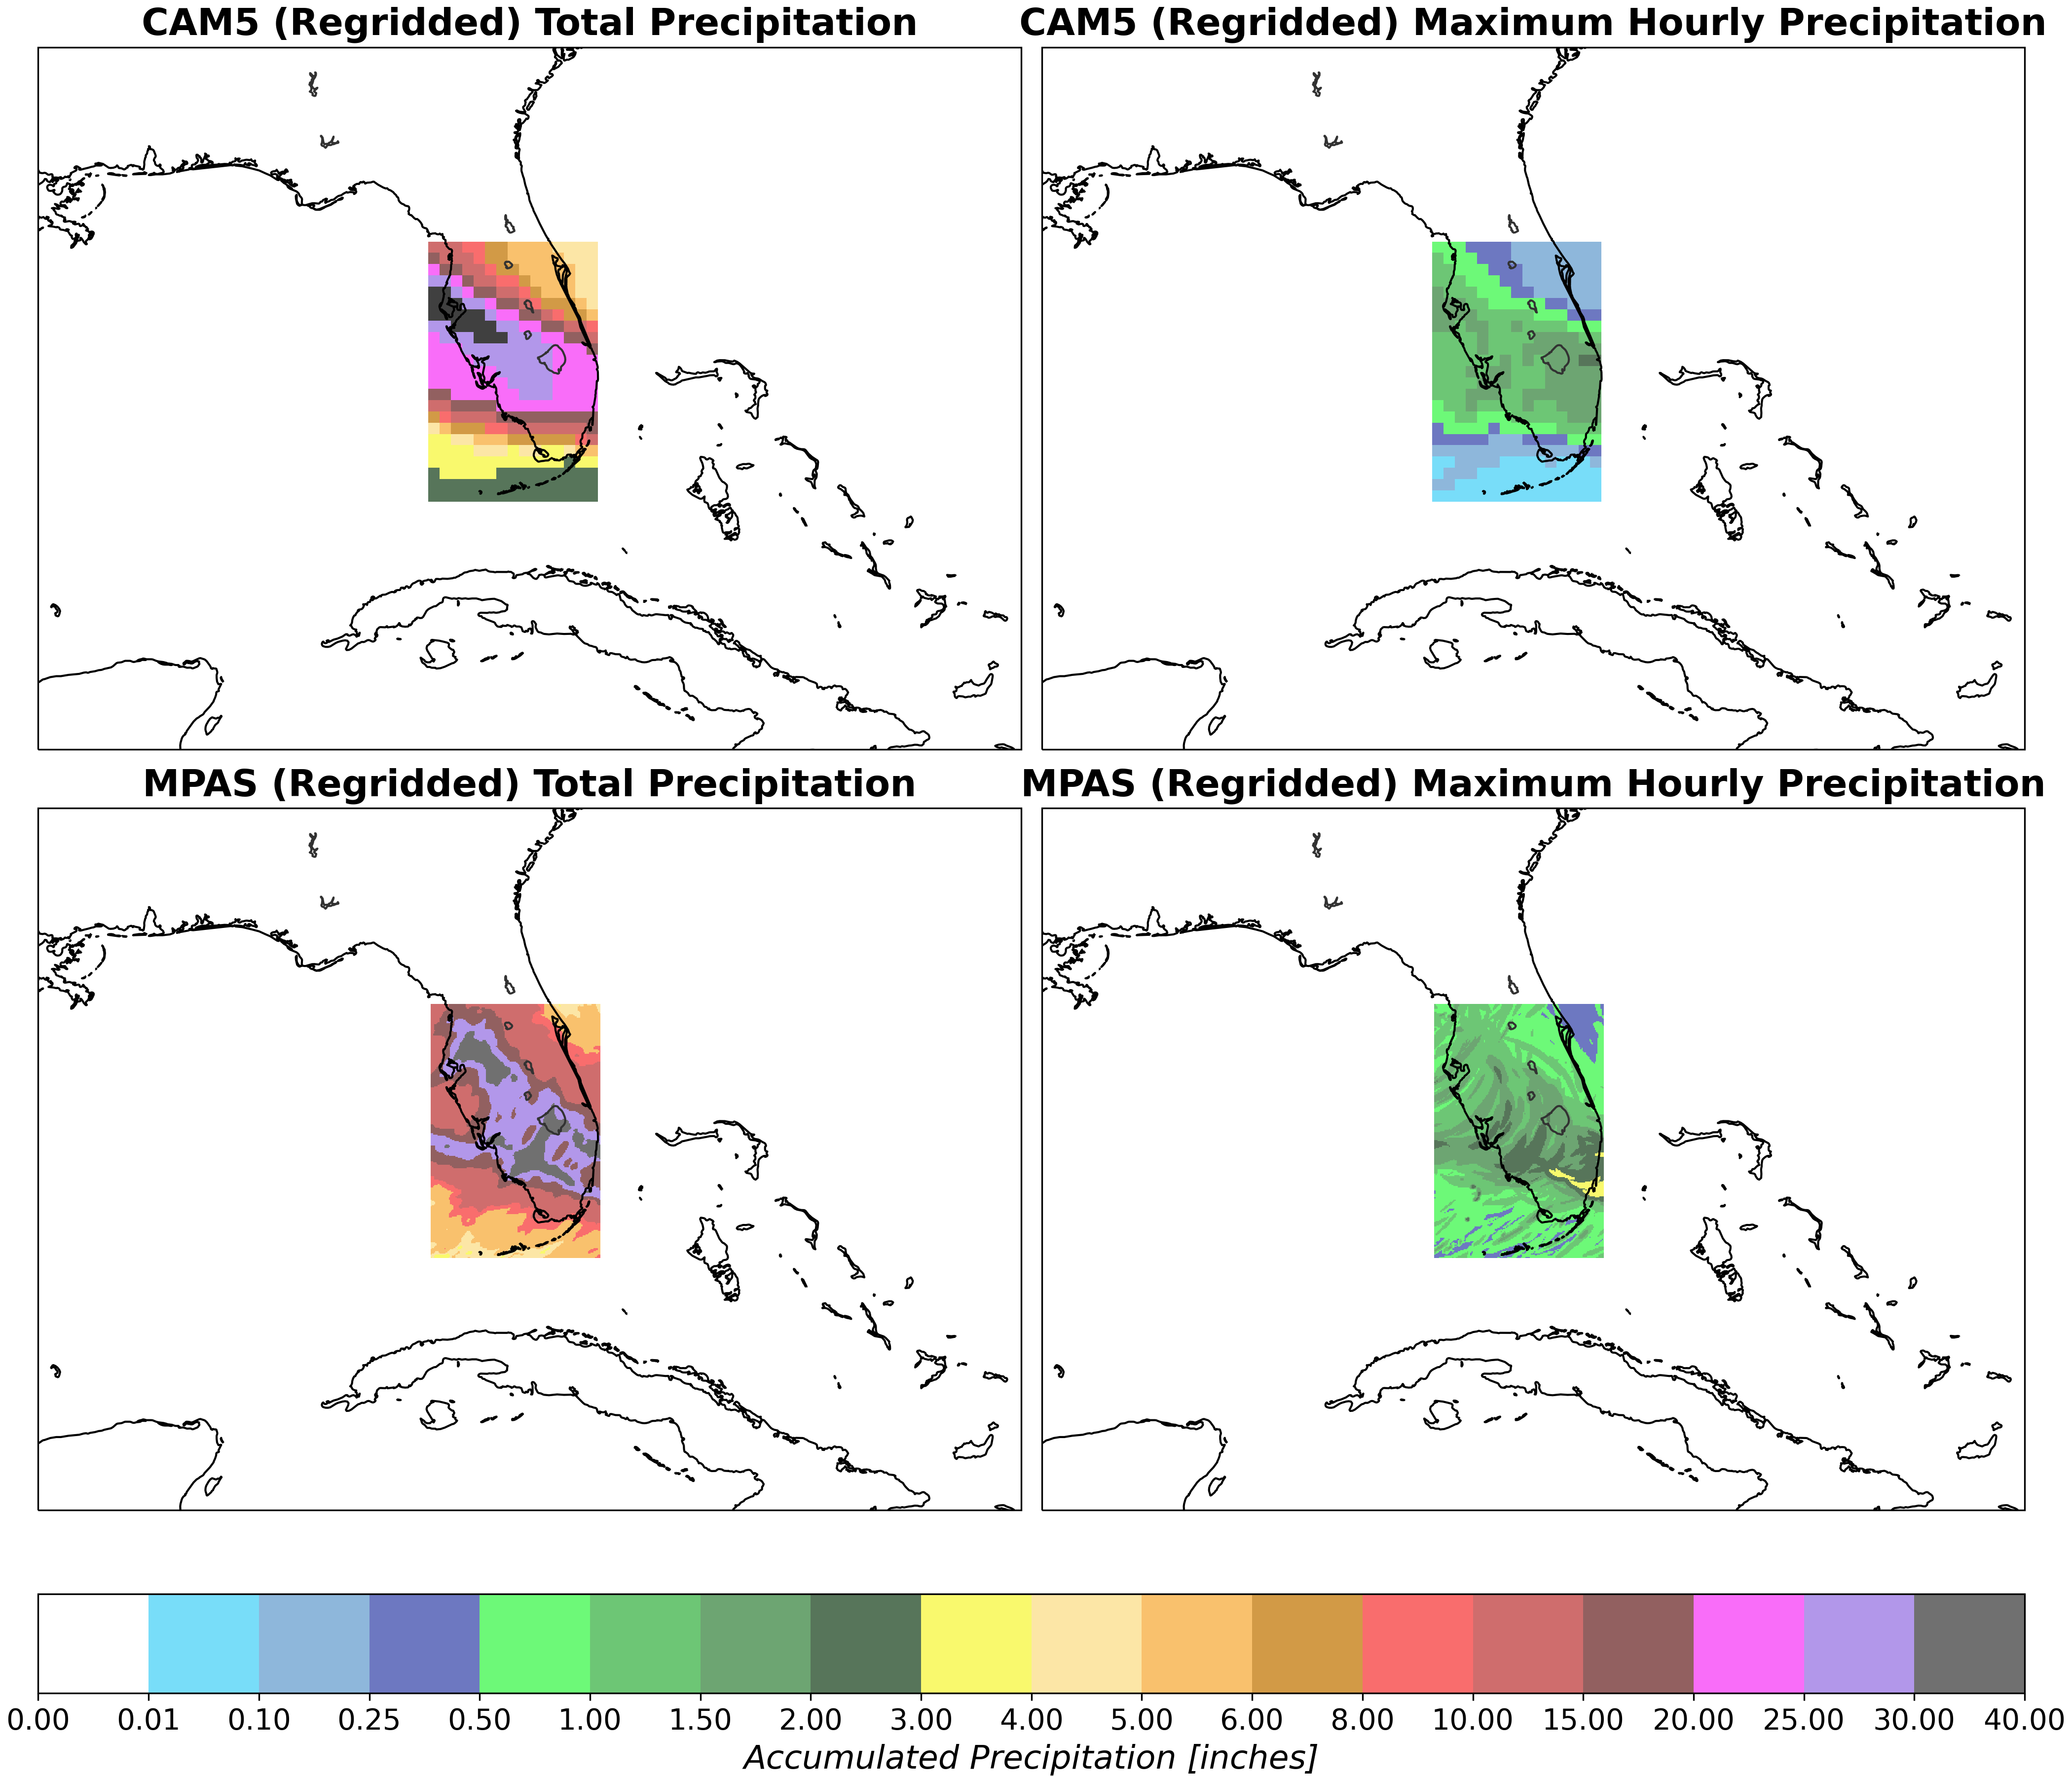 CAM5 (Regridded) Total Precipitation
CAM5 (Regridded) Maximum Hourly Precipitation
MPAS (Regridded) Total Precipitation
MPAS (Regridded) Maximum Hourly Precipitation
0.00 0.01 0.10 0.25 0.50 1.00 1.50 2.00 3.00 4.00 5.00 6.00 8.00 10.00 15.00 20.00 25.00 30.00 40.00
Accumulated Precipitation [inches]